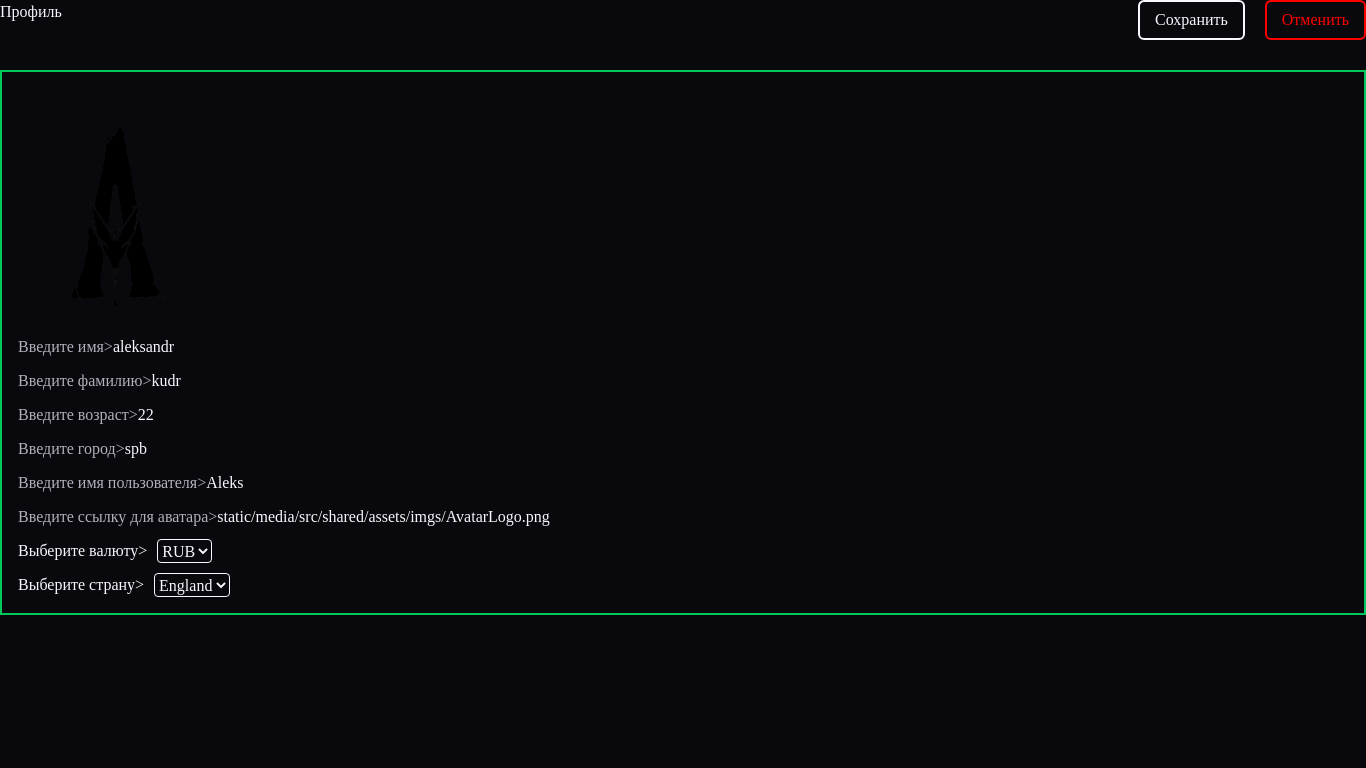 Профиль
Сохранить
Отменить
Введите имя>aleksandr
Введите фамилию>kudr
Введите возраст>22
Введите город>spb
Введите имя пользователя>Aleks
Введите ссылку для аватара>static/media/src/shared/assets/imgs/AvatarLogo.png
Выберите валюту> RUB
Выберите страну> England